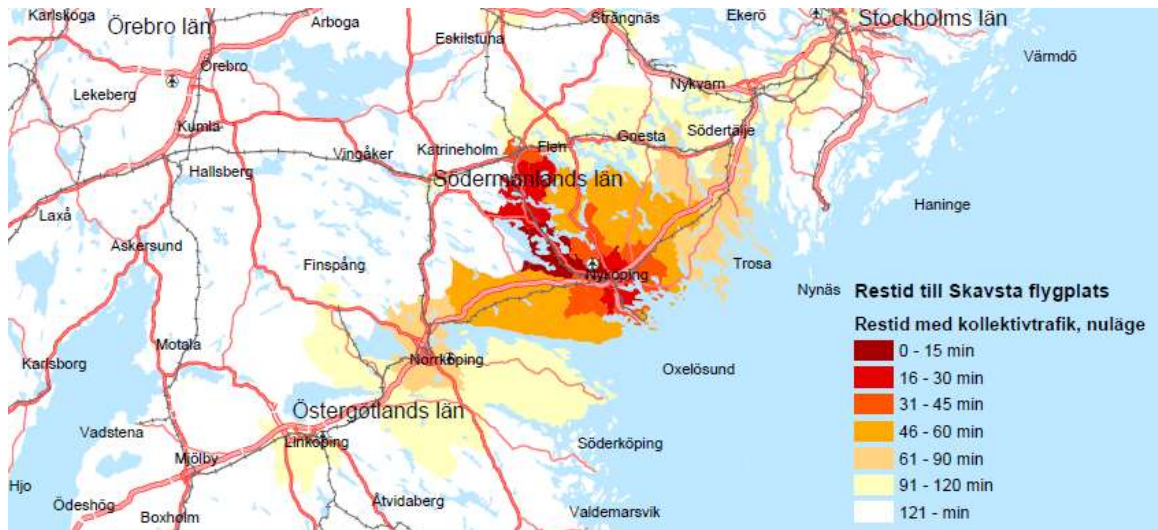 Karlskoga
Örebro län
Arboga
Strängnäs
Ekerö
Stockholms län
Eskilstuna
Värmdö
Örebro
Lekeberg
Nykvarn
Kumla
Gnesta
Södertälje
Vingåker
Katrineholm
Flen
Hallsberg
Södermanlands län
Laxå
Haninge
Askersund
Finspång
Nyköping
Trosa
Nynäs
Restid till Skavsta flygplats
Restid med kollektivtrafik, nuläge
0 - 15 min
16 - 30 min
31 - 45 min
46 - 60 min
61 - 90 min
91 - 120 min
121 - min
Karlsborg
Motala
Norrköping
Oxelösund
Östergötlands län
Vadstena
Linköping
Söderköping
Mjölby
Hjo
Ödeshög
Åtvidaberg
Boxholm
Valdemarsvik